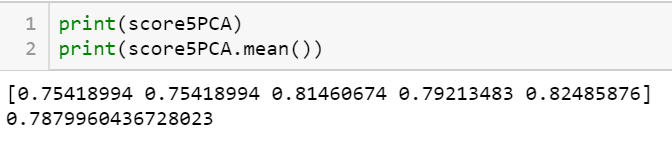 1 print(score5PCA)
2 print(score5PCA.mean())
[0.75418994 0.75418994 0.81460674 0.79213483 0.82485876]
0.7879960436728023